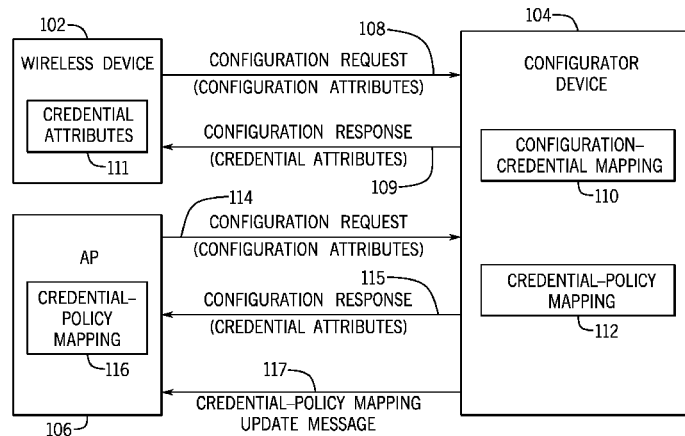 102
WIRELESS DEVICE
CREDENTIAL
ATTRIBUTES
111
108
CONFIGURATION REQUEST
(CONFIGURATION ATTRIBUTES)
CONFIGURATION RESPONSE
(CREDENTIAL ATTRIBUTES)
109
104
CONFIGURATOR
DEVICE
CONFIGURATION–
CREDENTIAL MAPPING
110
114
CONFIGURATION REQUEST
(CONFIGURATION ATTRIBUTES)
AP
CREDENTIAL–
POLICY
MAPPING
116
106
115
CONFIGURATION RESPONSE
(CREDENTIAL ATTRIBUTES)
CREDENTIAL–POLICY
MAPPING
112
117
CREDENTIAL–POLICY MAPPING
UPDATE MESSAGE